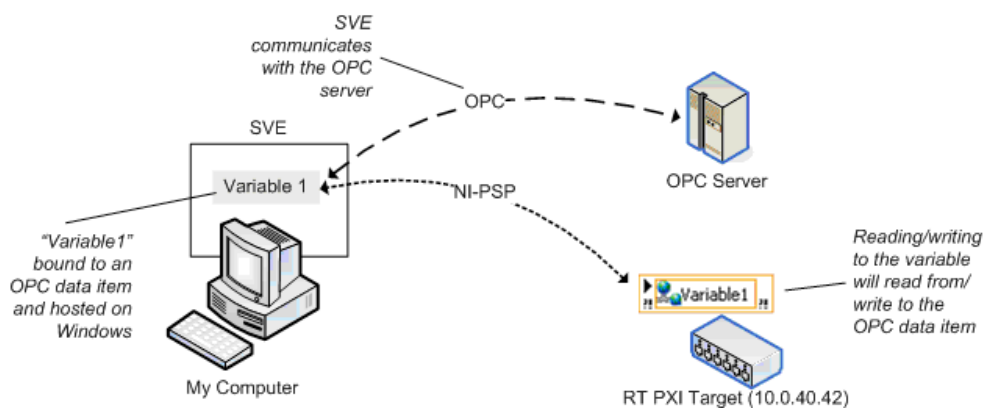 SVE
communicates
with the OPC
server
OPC
SVE
Variable 1
OPC Server
NI-PSP
"Variable1"
bound to an
OPC data item
and hosted on
Windows
Reading/writing
to the variable
will read from/
write to the
OPC data item
Variable1
My Computer
RT PXI Target (10.0.40.42)